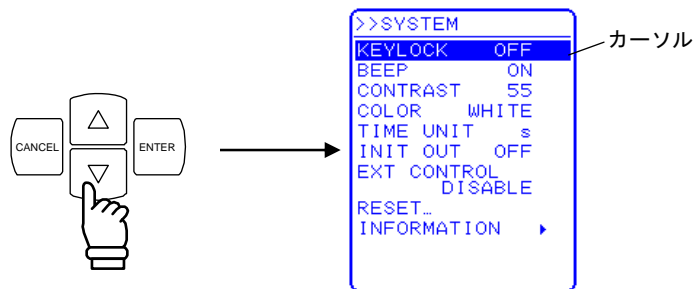 CANCEL
ENTER
>>SYSTEM
KEYLOCK OFF
BEEP ON
CONTRAST 55
COLOR WHITE
TIME UNIT s
INIT OUT OFF
EXT CONTROL
DISABLE
RESET…
INFORMATION
カーソル